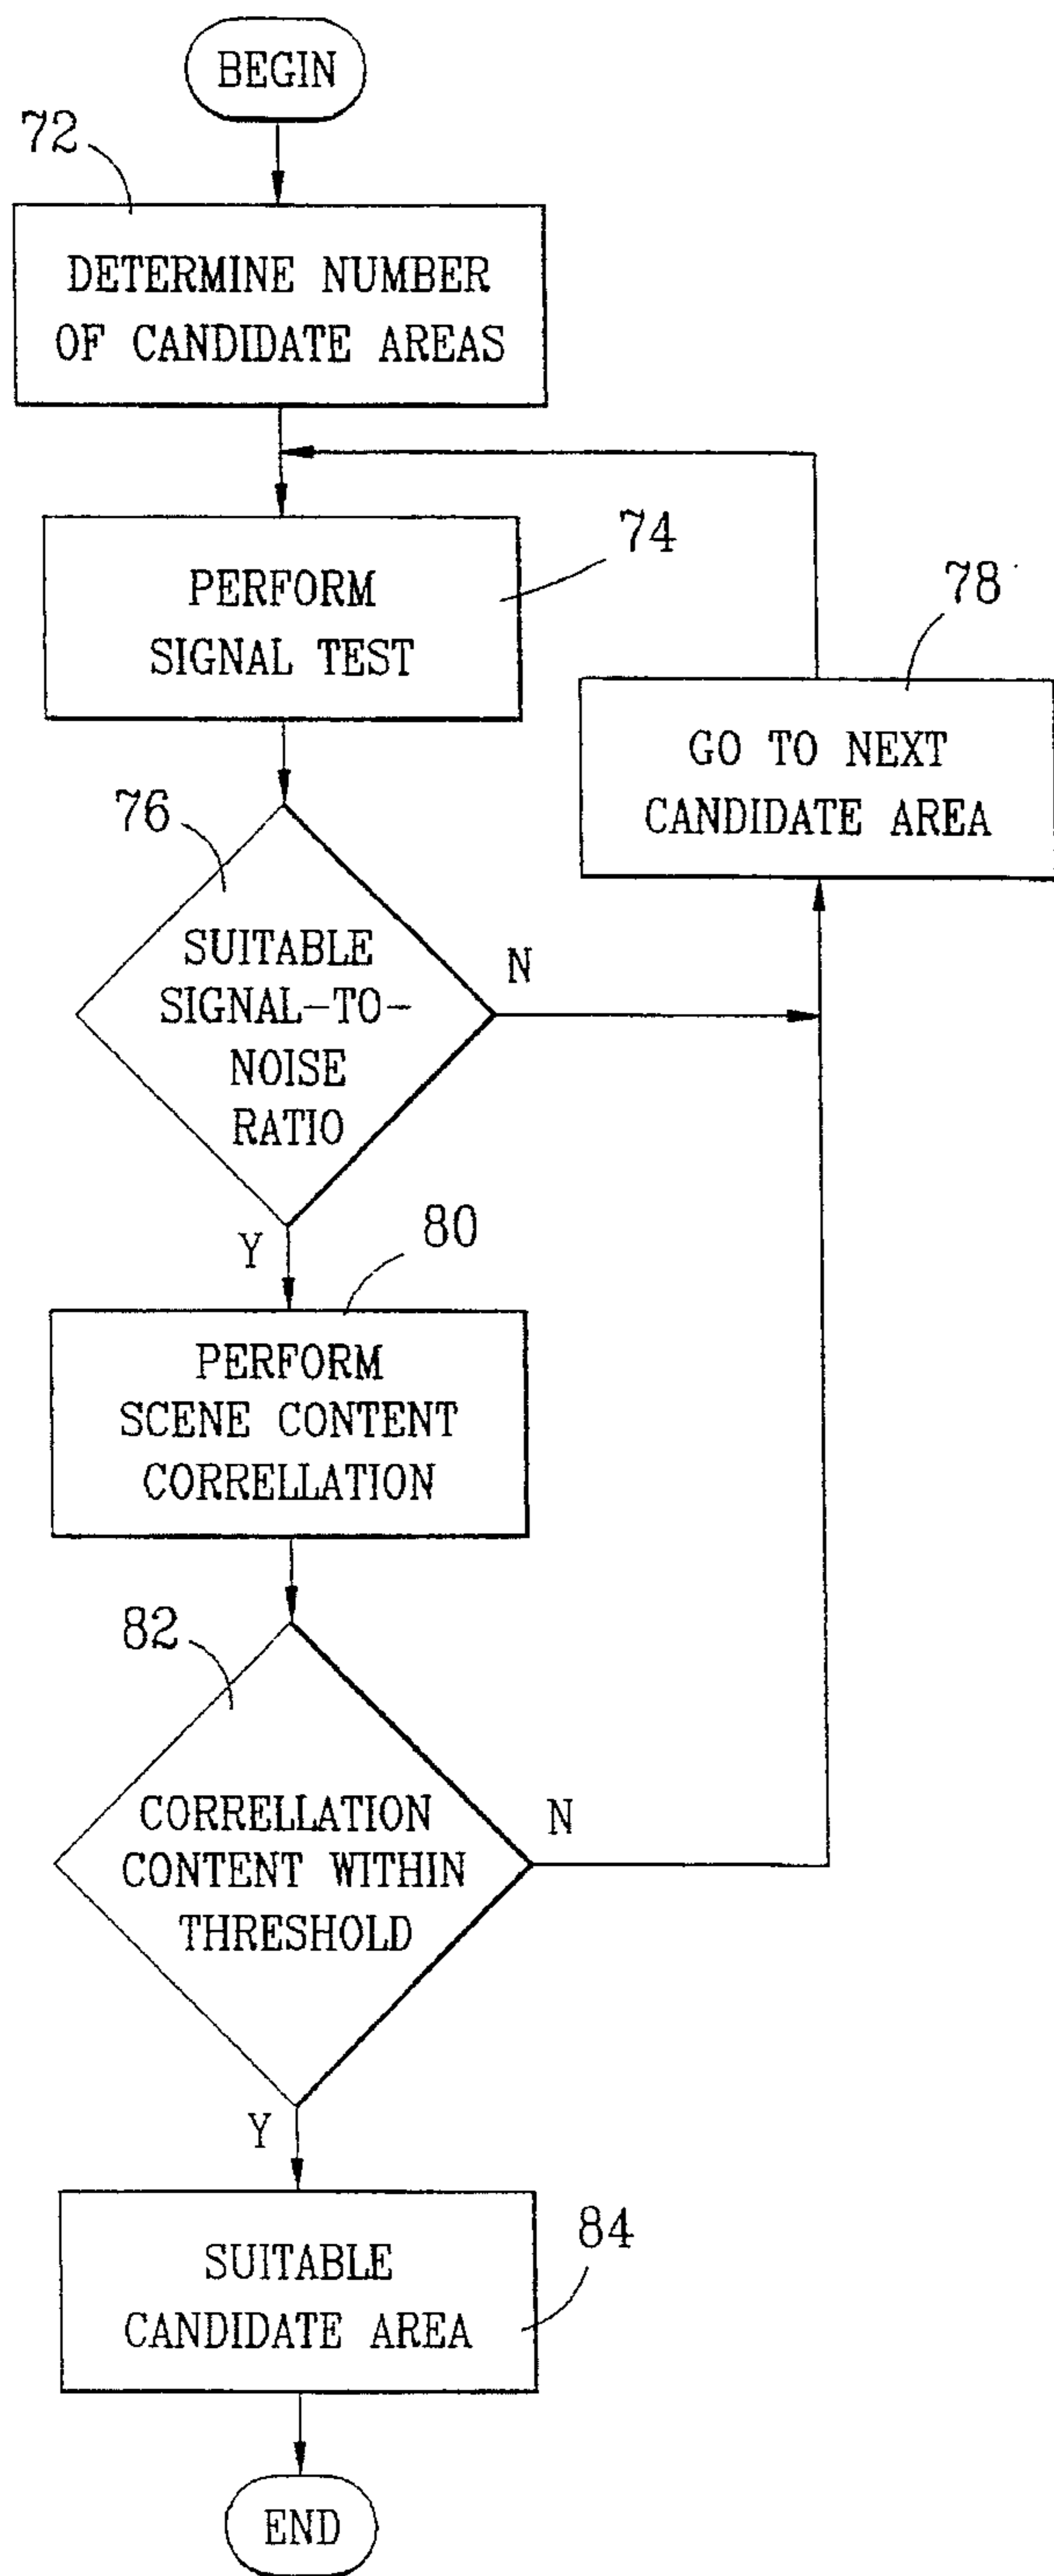 BEGIN
72
DETERMINE NUMBER
OF CANDIDATE AREAS
74
PERFORM
SIGNAL TEST
78
GO TO NEXT
CANDIDATE AREA
76
SUITABLE
SIGNAL-TO-
NOISE
RATIO
N
Y
80
PERFORM
SCENE CONTENT
CORRELLATION
82
CORRELLATION
CONTENT WITHIN
THRESHOLD
N
Y
84
SUITABLE
CANDIDATE AREA
END